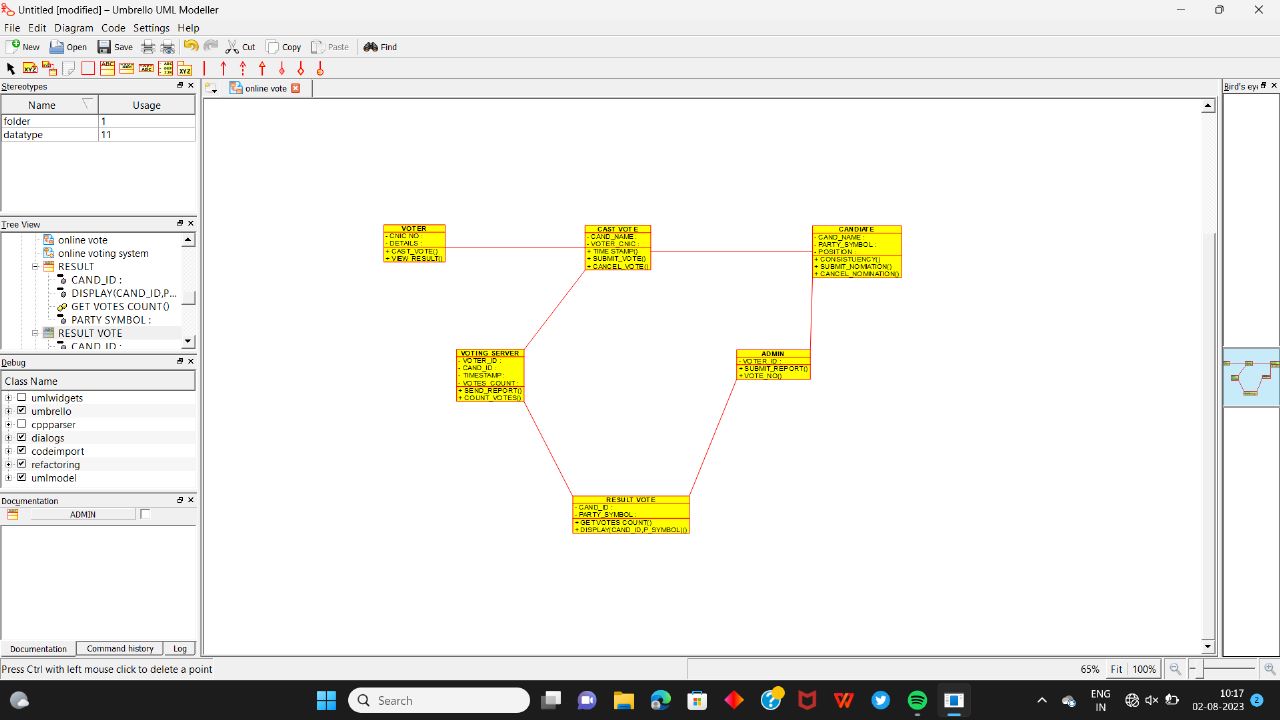 Untitled [modified] – Umbrello UML Modeller
File Edit Diagram Code Settings Help
New Open Save Cut Copy Paste Find
Stereotypes
Name Usage
folder 1
datatype 11
Tree View
online vote
online voting system
RESULT
CAND_ID :
DISPLAY(CAND_ID,P...
GET VOTES COUNT()
PARTY SYMBOL :
RESULT VOTE
CAND_ID :
Debug
Class Name
umlwidgets
umbrello
cppparser
dialogs
codeimport
refactoring
umlmodel
Documentation
ADMIN
Documentation Command history Log
Press Ctrl with left mouse click to delete a point
online vote
VOTER
- CNIC NO
- DETAILS :
+ CAST_VOTE()
+ VIEW_RESULT()
CAST VOTE
- CAND_NAME
- VOTER_CNIC :
+ TIME STAMP()
+ SUBMIT_VOTE()
+ CANCEL_VOTE()
CANDIATE
- CAND_NAME :
- PARTY_SYMBOL :
- POSITION :
+ CONSISTUENCY()
+ SUBMIT_NOMIATION()
+ CANCEL_NOMINATION()
VOTING SERVER
- VOTER_ID :
- CAND_ID :
- TIMESTAMP :
- VOTES_COUNT :
+ SEND_REPORT()
+ COUNT_VOTES()
ADMIN
- VOTER_ID :
+ SUBMIT_REPORT()
+ VOTE_NO()
RESULT VOTE
- CAND_ID :
- PARTY_SYMBOL :
+ GET VOTES COUNT()
+ DISPLAY(CAND_ID,P_SYMBOL)()
Bird's eye
65% Fit 100%
Search
ENG
IN
10:17
02-08-2023
2